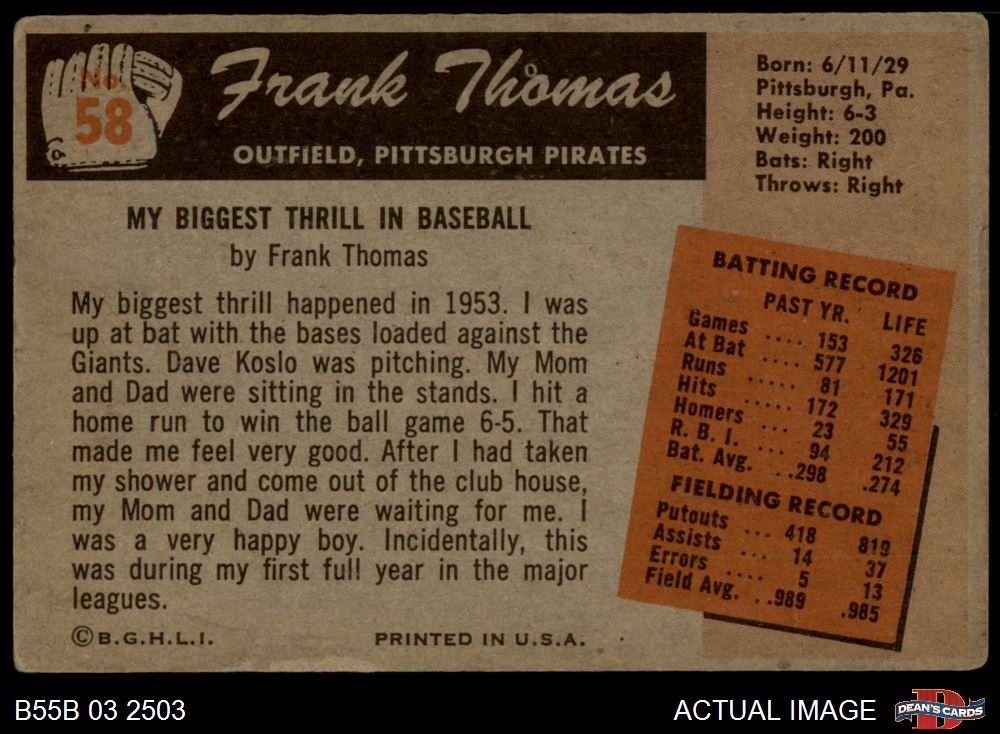 No.
58
Frank Thomas
OUTFIELD, PITTSBURGH PIRATES
Born: 6/11/29
Pittsburgh, Pa.
Height: 6-3
Weight: 200
Bats: Right
Throws: Right
MY BIGGEST THRILL IN BASEBALL
by Frank Thomas
My biggest thrill happened in 1953. I was
up at bat with the bases loaded against the
Giants. Dave Koslo was pitching. My Mom
and Dad were sitting in the stands. I hit a
home run to win the ball game 6-5. That
made me feel very good. After I had taken
my shower and come out of the club house,
my Mom and Dad were waiting for me. I
was a very happy boy. Incidentally, this
was during my first full year in the major
leagues.
©B.G.H.L.I. PRINTED IN U.S.A.
BATTING RECORD
PAST YR. LIFE
Games .... 153 326
At Bat .... 577 1201
Runs ..... 81 171
Hits ..... 172 329
Homers ... 23 55
R. B. I. ... 94 212
Bat. Avg. ..298 .274
FIELDING RECORD
Putouts ... 418 819
Assists ... 14 37
Errors .... 5 13
Field Avg. ..989 .985
B55B 03 2503
ACTUAL IMAGE
DEAN'S CARDS